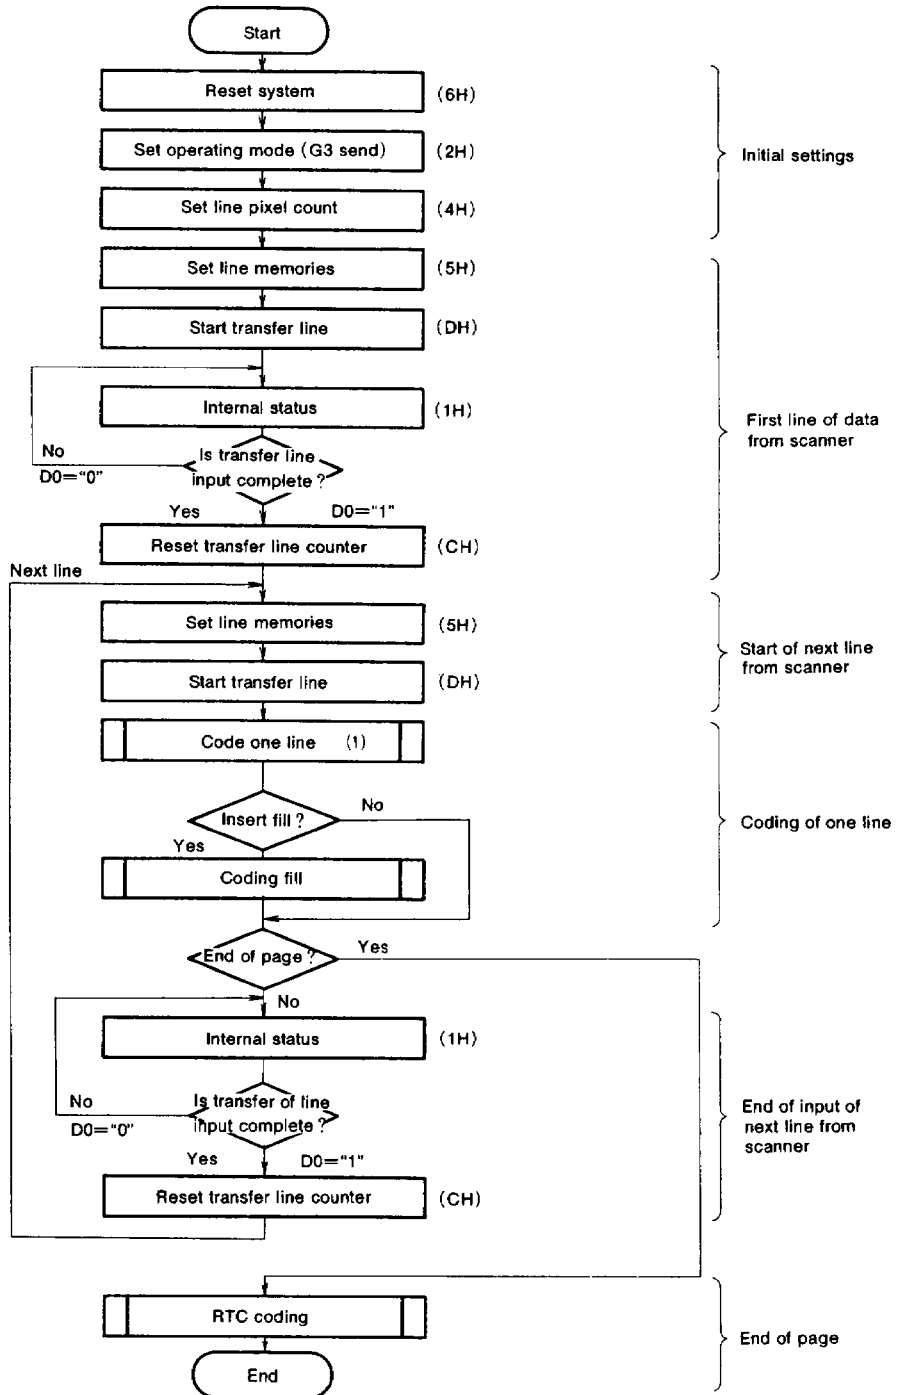 Start
Reset system (6H)
Set operating mode (G3 send) (2H)
Initial settings
Set line pixel count (4H)
Set line memories (5H)
Start transfer line (DH)
Internal status (1H)
First line of data
from scanner
No
D0="0"
Is transfer line
input complete?
Yes D0="1"
Reset transfer line counter (CH)
Next line
Set line memories (5H)
Start of next line
from scanner
Start transfer line (DH)
Code one line (1)
Insert fill? No
Coding of one line
Yes
Coding fill
End of page? Yes
No
Internal status (1H)
No
D0="0"
Is transfer of line
input complete?
End of input of
next line from
scanner
Yes D0="1"
Reset transfer line counter (CH)
RTC coding
End of page
End